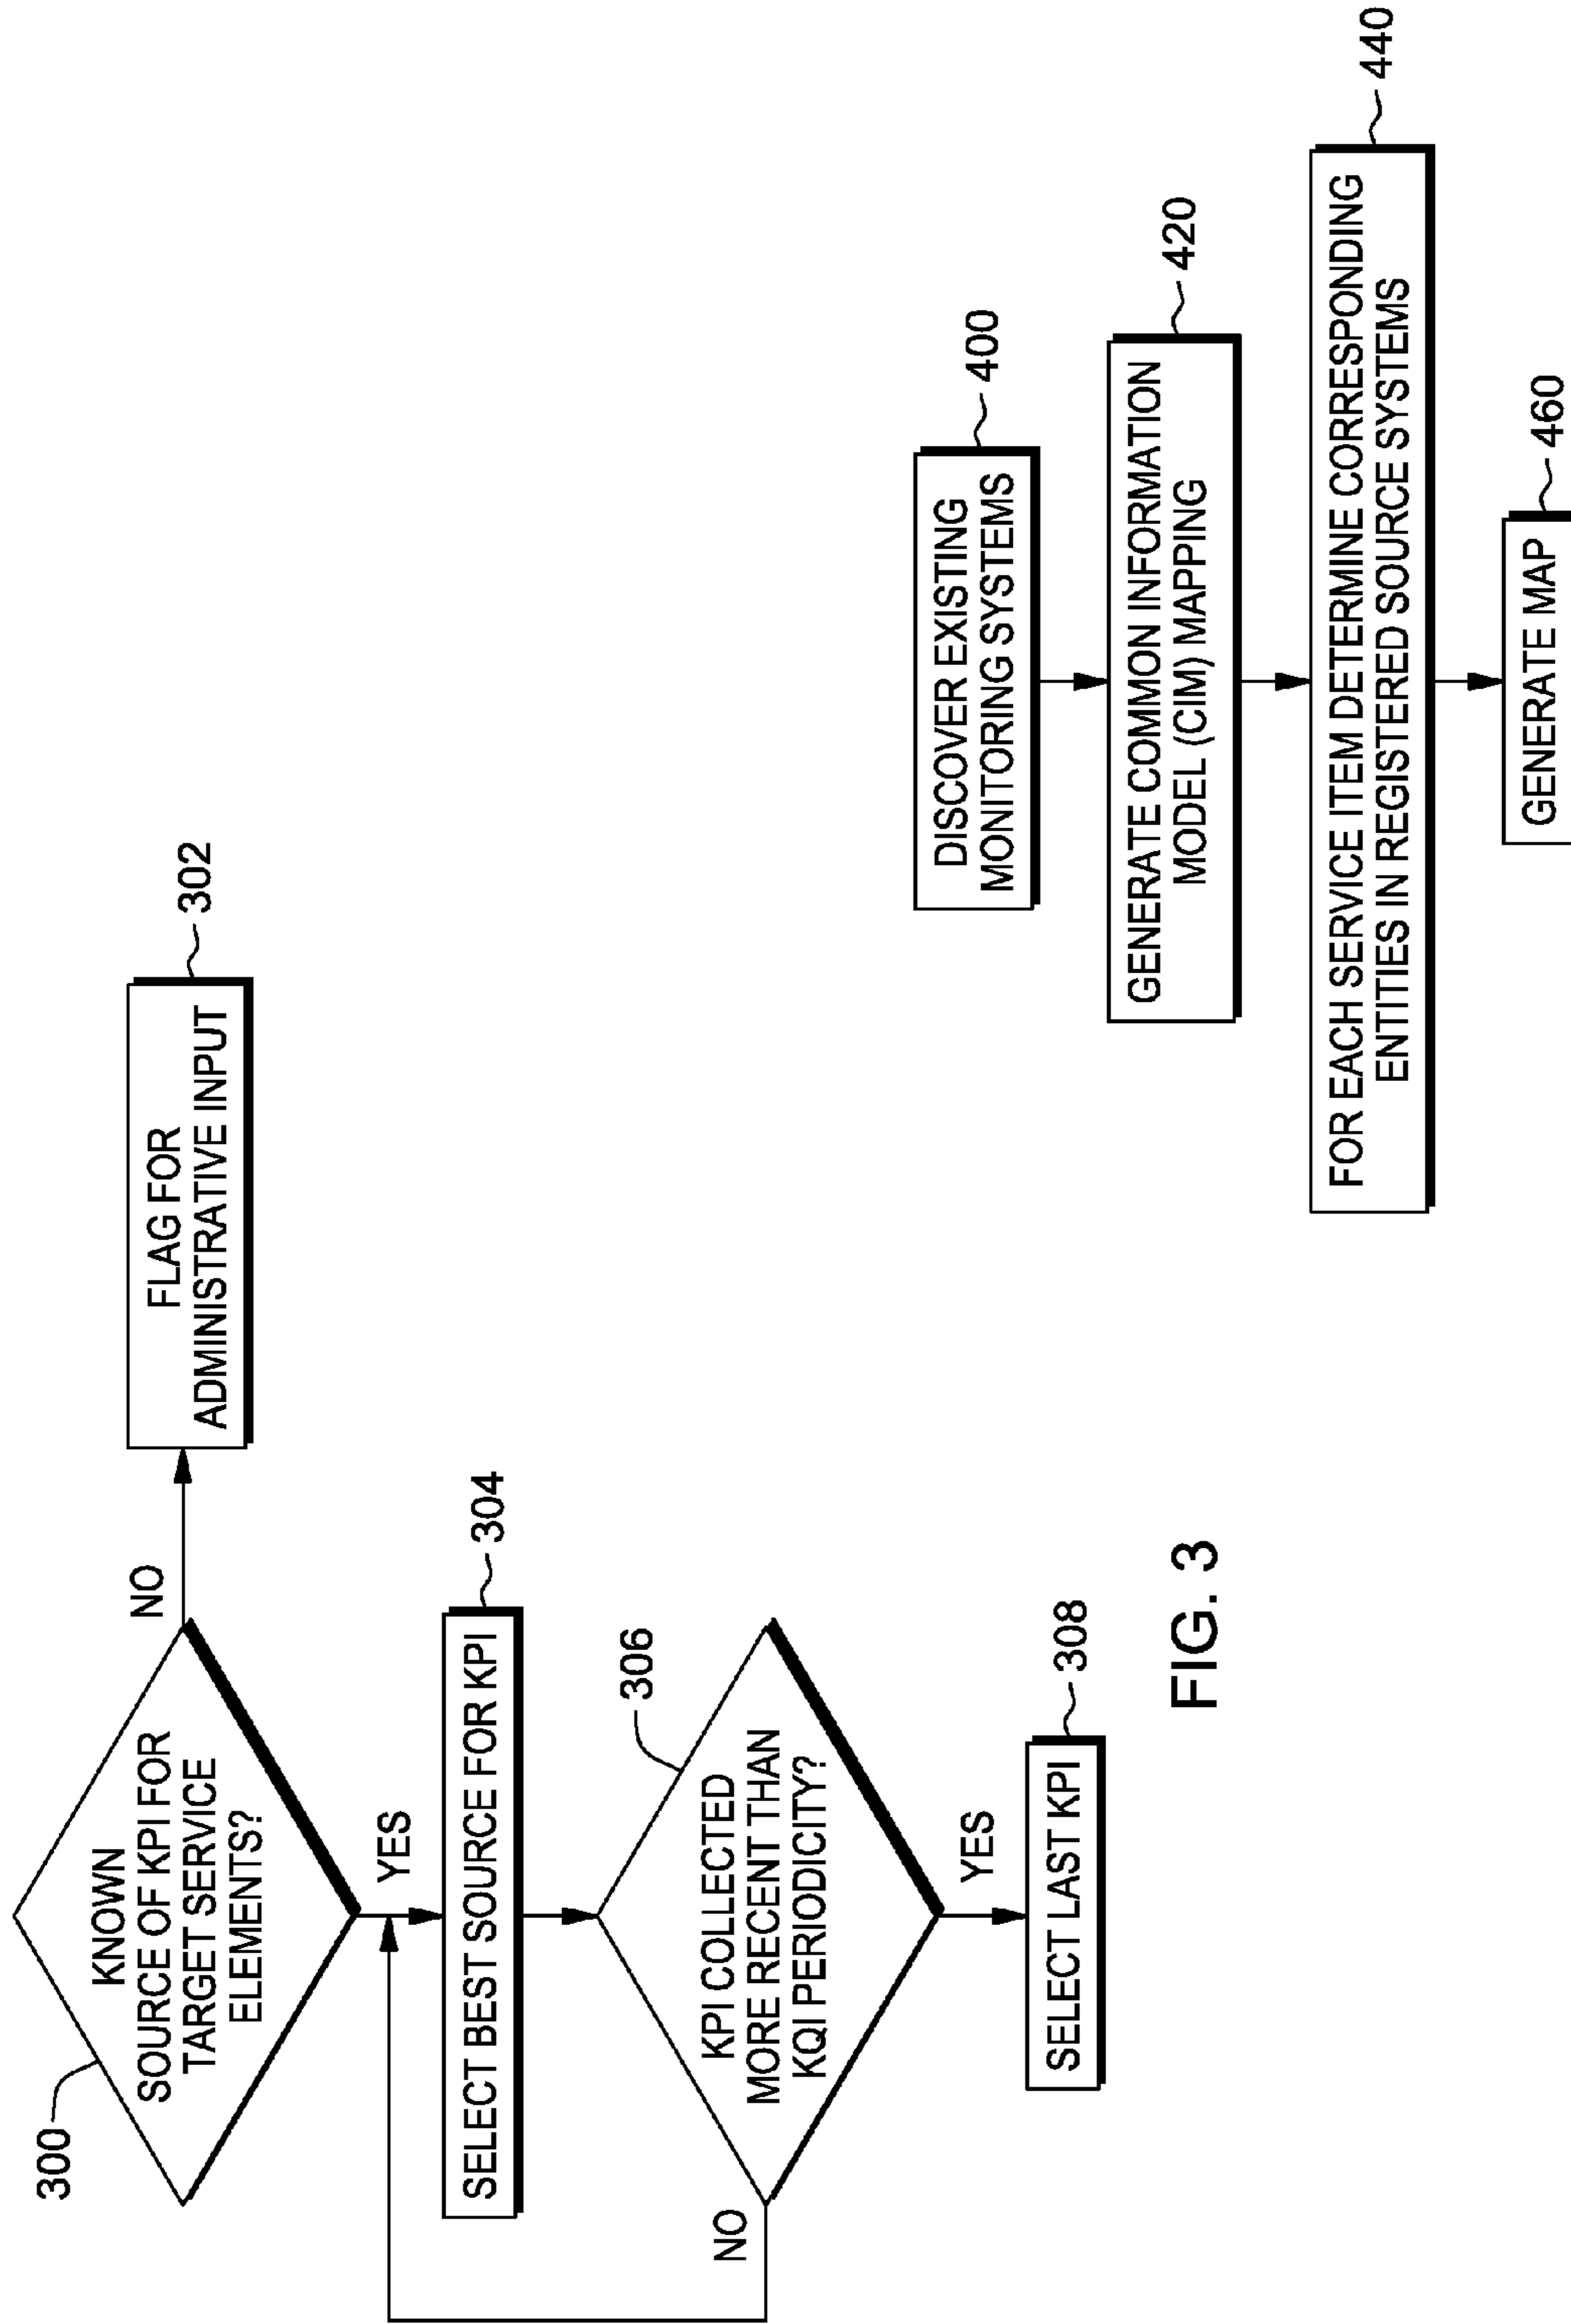 300
KNOWN
SOURCE OF KPI FOR
TARGET SERVICE
ELEMENTS?
NO
FLAG FOR
ADMINISTRATIVE INPUT
302
YES
SELECT BEST SOURCE FOR KPI
304
306
KPI COLLECTED
MORE RECENT THAN
KQI PERIODICITY?
NO
YES
SELECT LAST KPI
308
FIG. 3
DISCOVER EXISTING
MONITORING SYSTEMS
400
GENERATE COMMON INFORMATION
MODEL (CIM) MAPPING
420
FOR EACH SERVICE ITEM DETERMINE CORRESPONDING
ENTITIES IN REGISTERED SOURCE SYSTEMS
440
GENERATE MAP
460